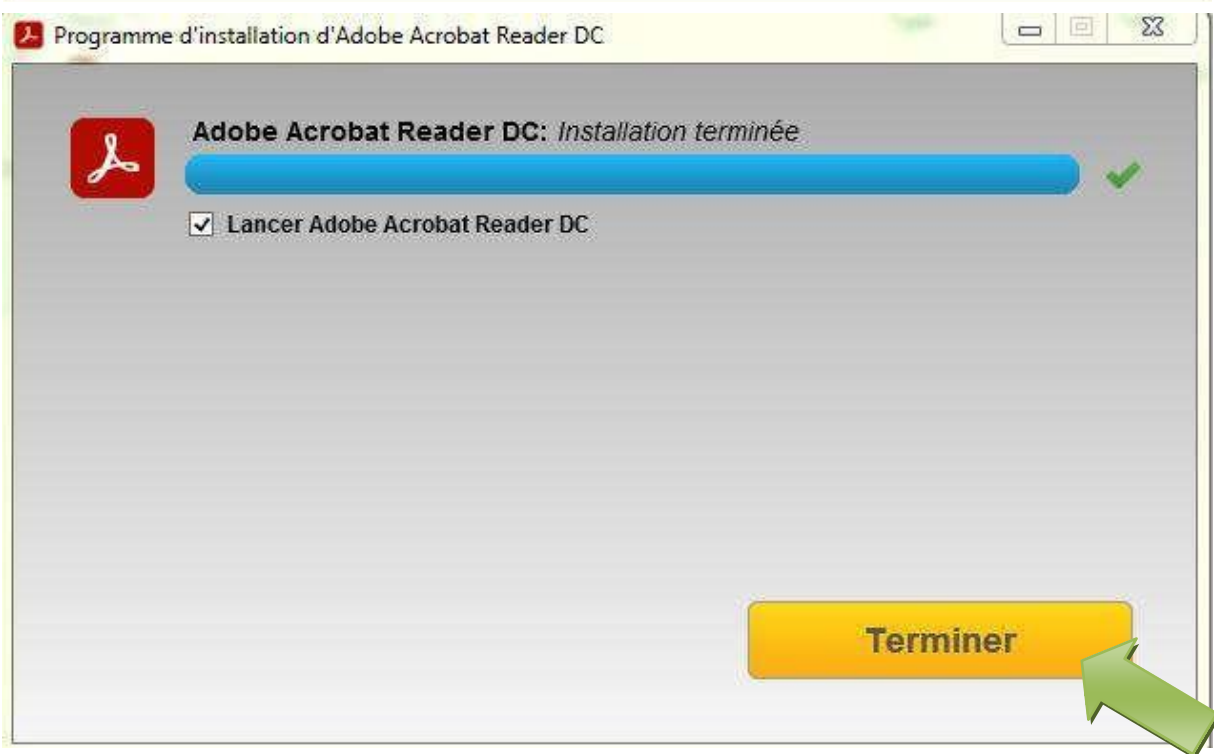 Programme d'installation d'Adobe Acrobat Reader DC
Adobe Acrobat Reader DC: Installation terminée
Lancer Adobe Acrobat Reader DC
Terminer